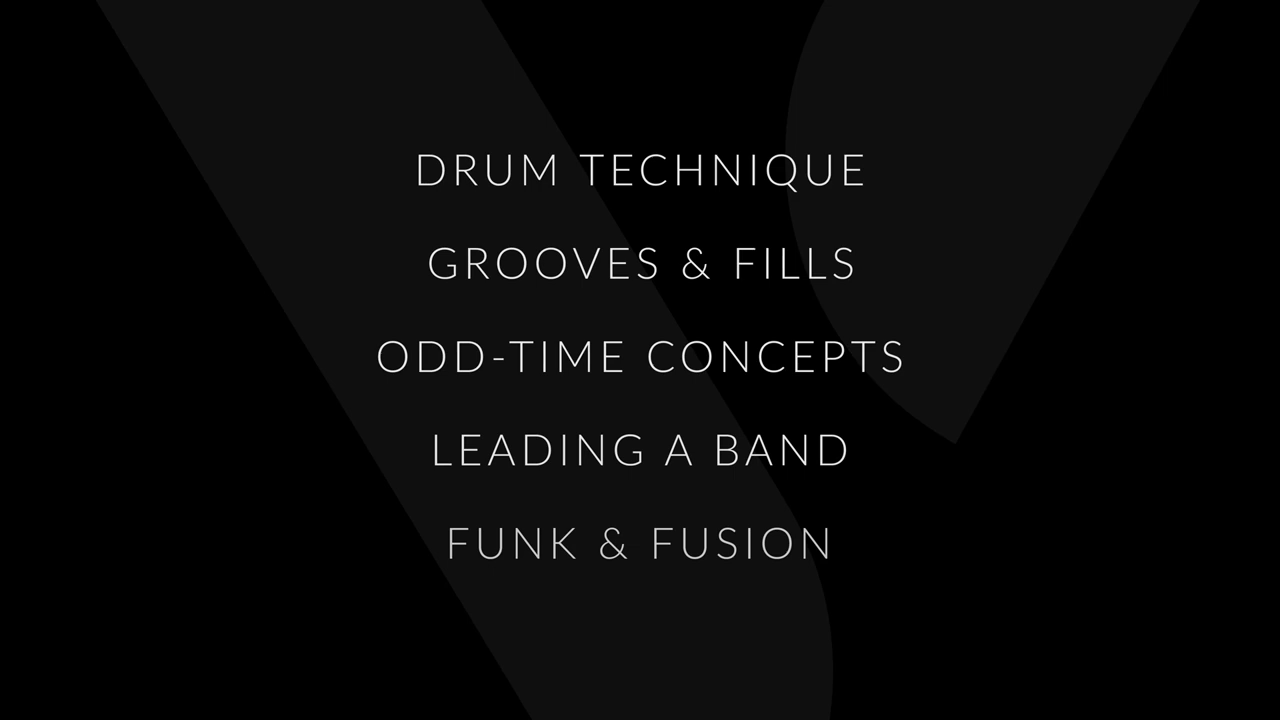 DRUM TECHNIQUE
GROOVES & FILLS
ODD-TIME CONCEPTS
LEADING A BAND
FUNK & FUSION